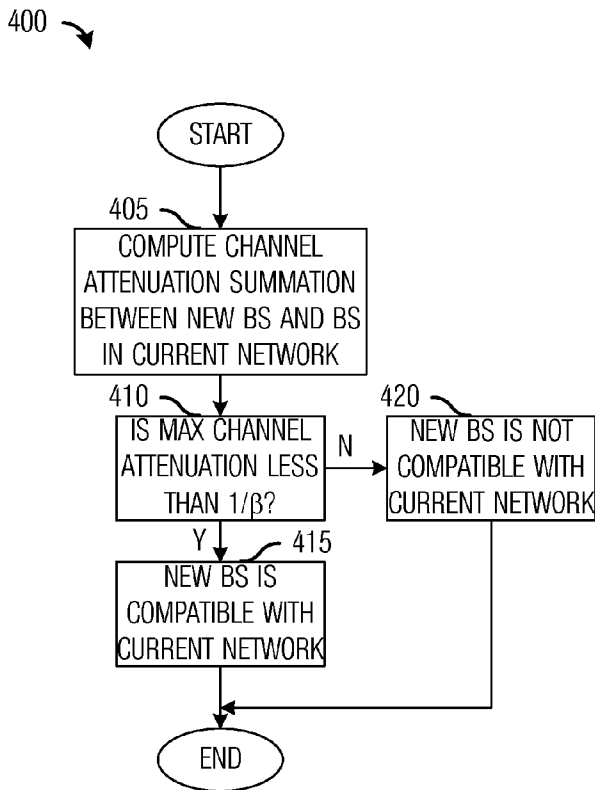 400
START
405
COMPUTE CHANNEL
ATTENUATION SUMMATION
BETWEEN NEW BS AND BS
IN CURRENT NETWORK
410
IS MAX CHANNEL
ATTENUATION LESS
THAN 1/β?
N
420
NEW BS IS NOT
COMPATIBLE WITH
CURRENT NETWORK
Y
415
NEW BS IS
COMPATIBLE WITH
CURRENT NETWORK
END